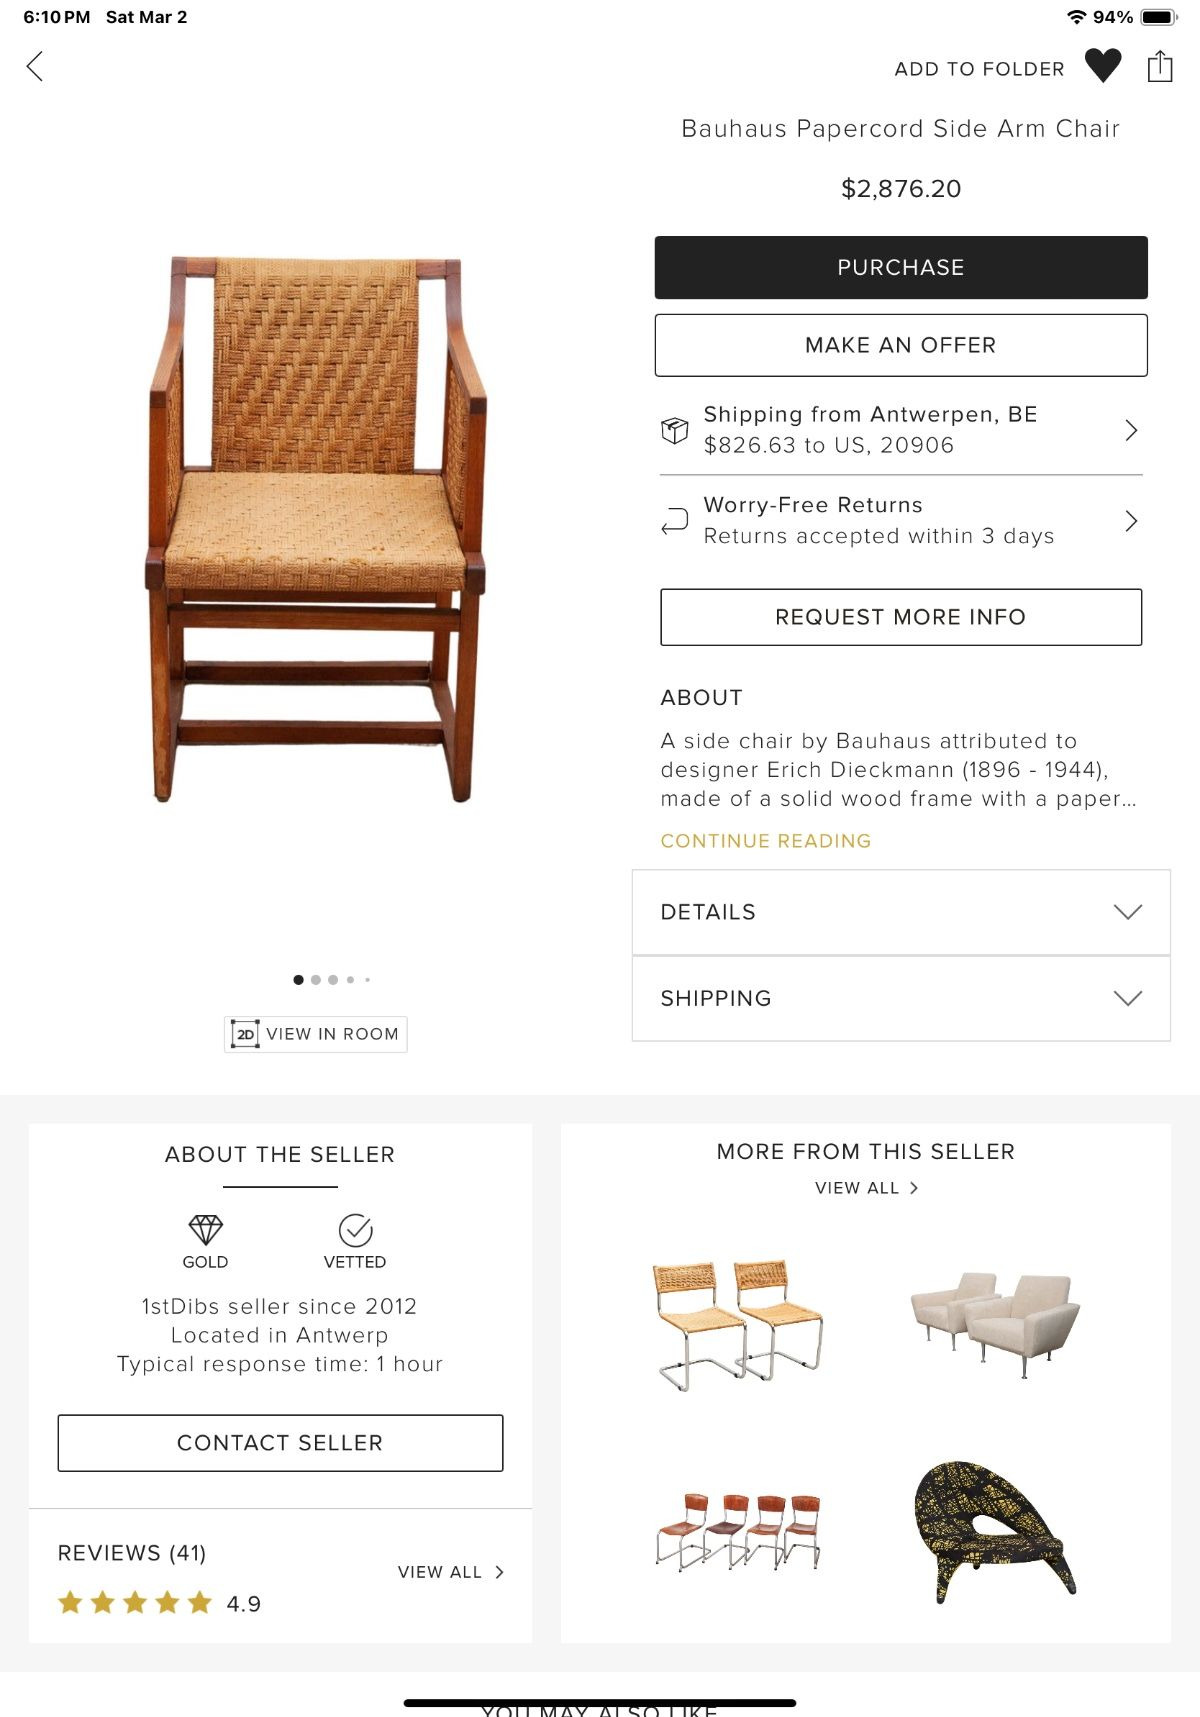 6:10 PM Sat Mar 2
94%
ADD TO FOLDER
Bauhaus Papercord Side Arm Chair
$2,876.20
PURCHASE
MAKE AN OFFER
Shipping from Antwerpen, BE
$826.63 to US, 20906
Worry-Free Returns
Returns accepted within 3 days
REQUEST MORE INFO
ABOUT
A side chair by Bauhaus attributed to
designer Erich Dieckmann (1896 - 1944),
made of a solid wood frame with a paper...
CONTINUE READING
DETAILS
SHIPPING
2D VIEW IN ROOM
ABOUT THE SELLER
GOLD
VETTED
1stDibs seller since 2012
Located in Antwerp
Typical response time: 1 hour
CONTACT SELLER
REVIEWS (41)
VIEW ALL
4.9
MORE FROM THIS SELLER
VIEW ALL
YOU MAY ALSO LIKE